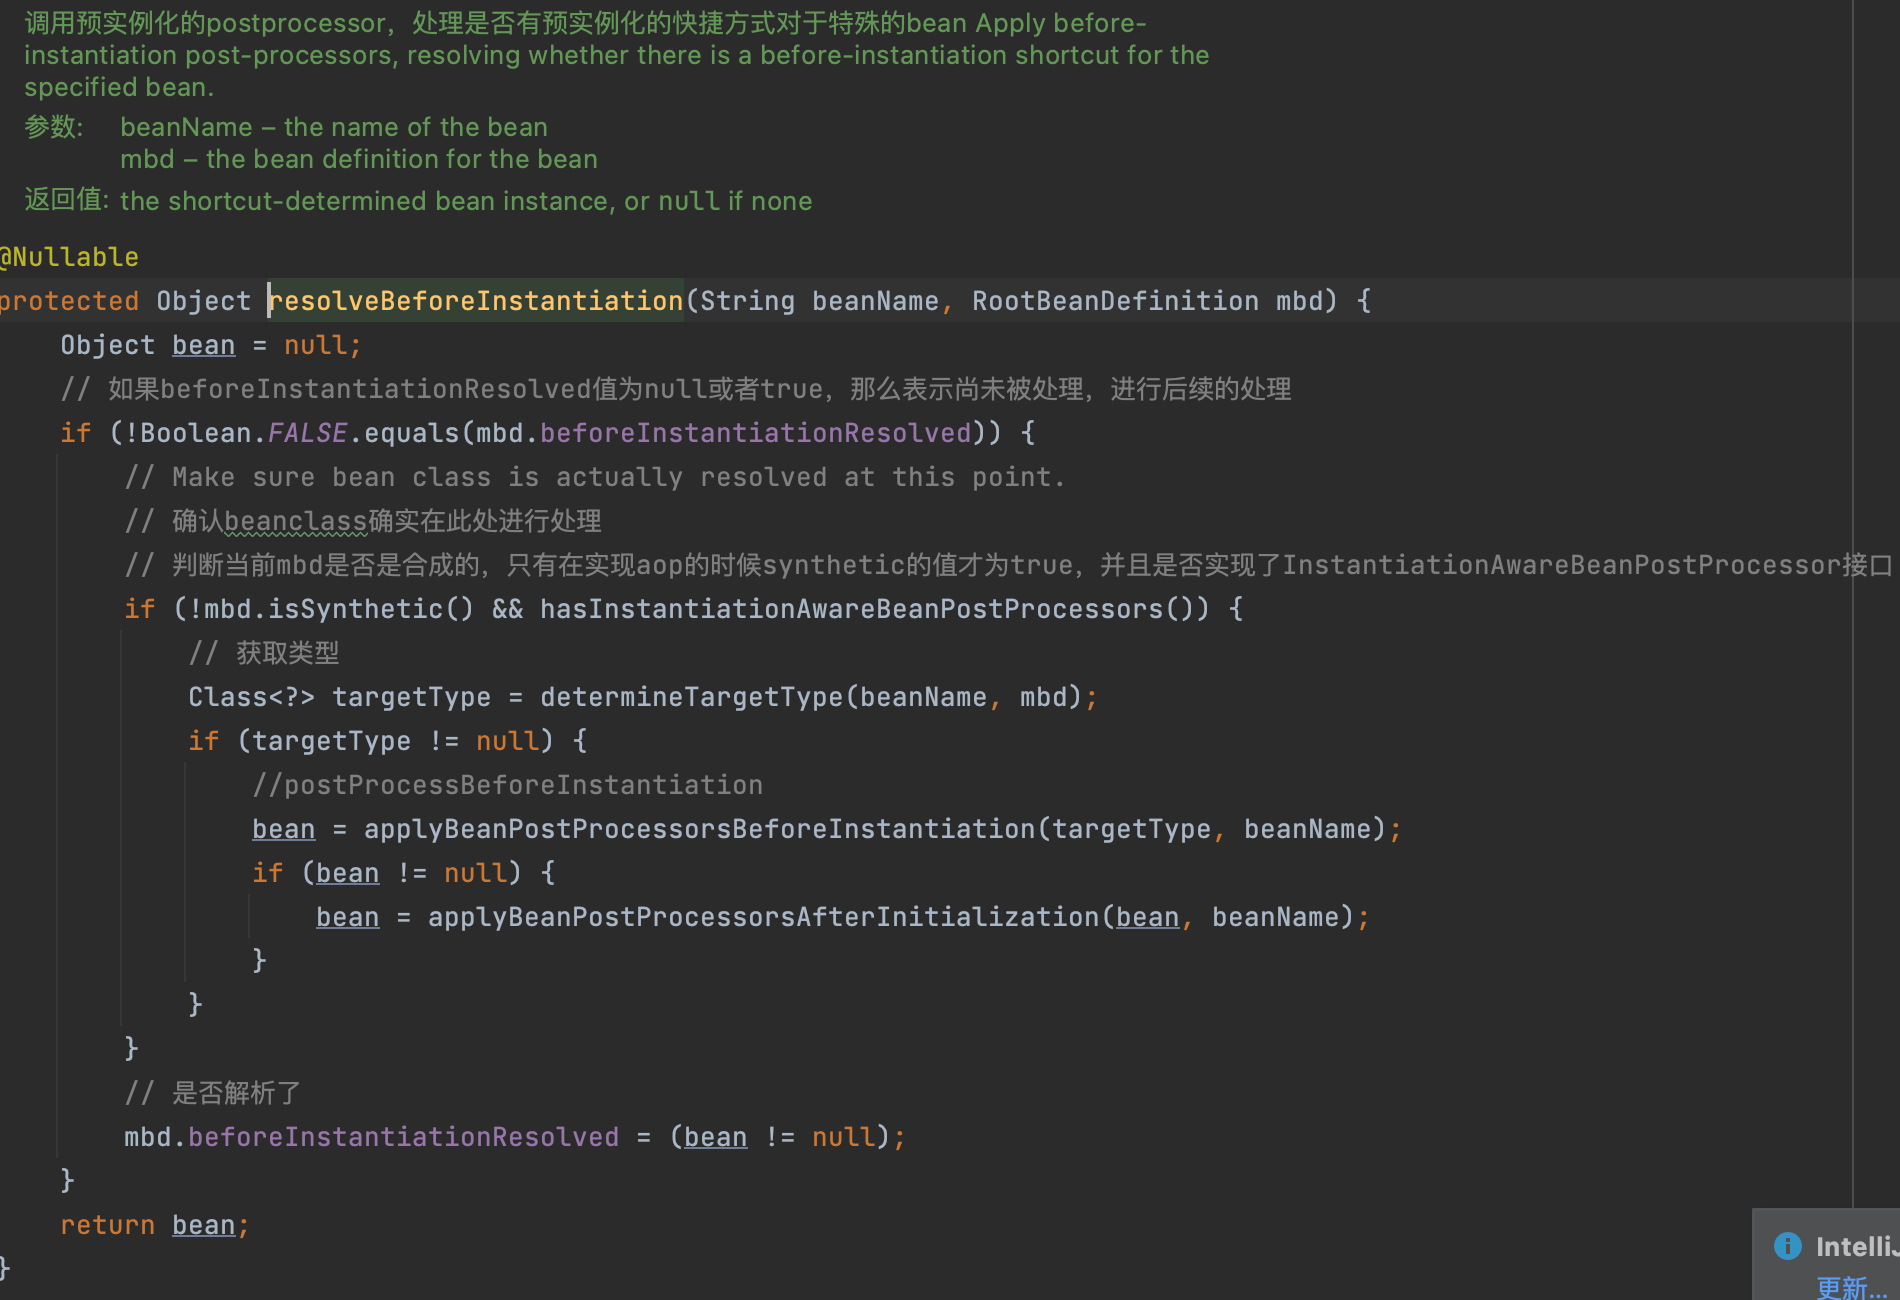 调用预实例化的postprocessor，处理是否有预实例化的快捷方式对于特殊的bean Apply before-
instantiation post-processors, resolving whether there is a before-instantiation shortcut for the
specified bean.
参数: beanName – the name of the bean
mbd – the bean definition for the bean
返回值: the shortcut-determined bean instance, or null if none
@Nullable
protected Object resolveBeforeInstantiation(String beanName, RootBeanDefinition mbd) {
Object bean = null;
// 如果beforeInstantiationResolved值为null或者true，那么表示尚未被处理，进行后续的处理
if (!Boolean.FALSE.equals(mbd.beforeInstantiationResolved)) {
// Make sure bean class is actually resolved at this point.
// 确认beanclass确实在此处进行处理
// 判断当前mbd是否是合成的，只有在实现aop的时候synthetic的值才为true，并且是否实现了InstantiationAwareBeanPostProcessor接口
if (!mbd.isSynthetic() && hasInstantiationAwareBeanPostProcessors()) {
// 获取类型
Class<?> targetType = determineTargetType(beanName, mbd);
if (targetType != null) {
//postProcessBeforeInstantiation
bean = applyBeanPostProcessorsBeforeInstantiation(targetType, beanName);
if (bean != null) {
bean = applyBeanPostProcessorsAfterInitialization(bean, beanName);
}
}
}
// 是否解析了
mbd.beforeInstantiationResolved = (bean != null);
}
return bean;
}
IntelliJ
更新...